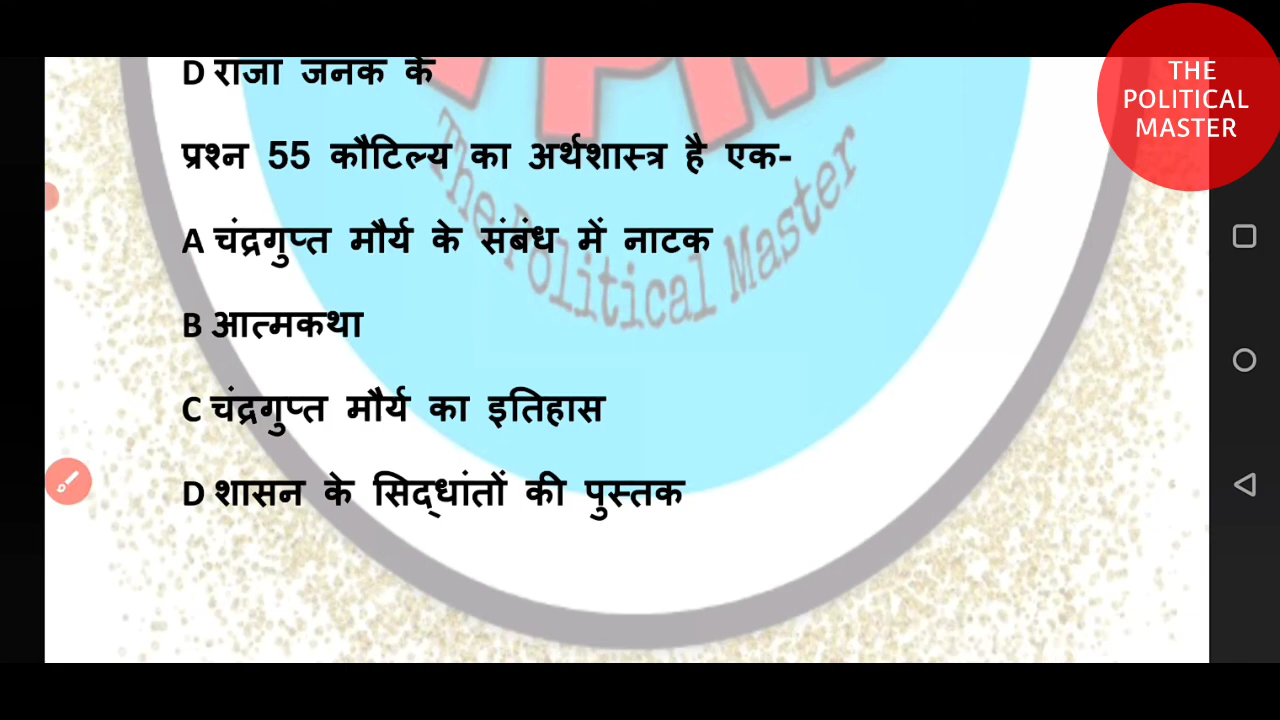 THE
POLITICAL
MASTER
D राजा जनक के
प्रश्न 55 कौटिल्य का अर्थशास्त्र है एक-
A चंद्रगुप्त मौर्य के संबंध में नाटक
B आत्मकथा
C चंद्रगुप्त मौर्य का इतिहास
D शासन के सिद्धांतों की पुस्तक
The Political Master